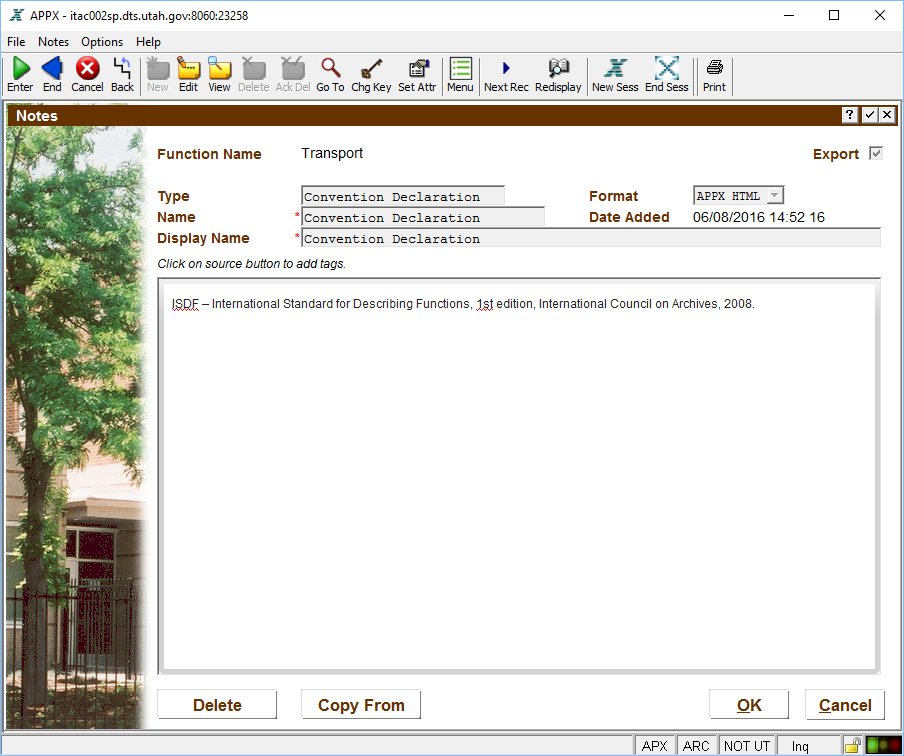 APPX - itac002sp.dts.utah.gov:8060:23258
File Notes Options Help
Enter End Cancel Back New Edit View Delete Ack Del Go To Chg Key Set Attr Menu Next Rec Redisplay New Sess End Sess Print
Notes
Function Name Transport Export
Type Convention Declaration Format APPX HTML
Name *Convention Declaration Date Added 06/08/2016 14:52 16
Display Name *Convention Declaration
Click on source button to add tags.
ISDF – International Standard for Describing Functions, 1st edition, International Council on Archives, 2008.
Delete Copy From OK Cancel
APX ARC NOT UT Inq